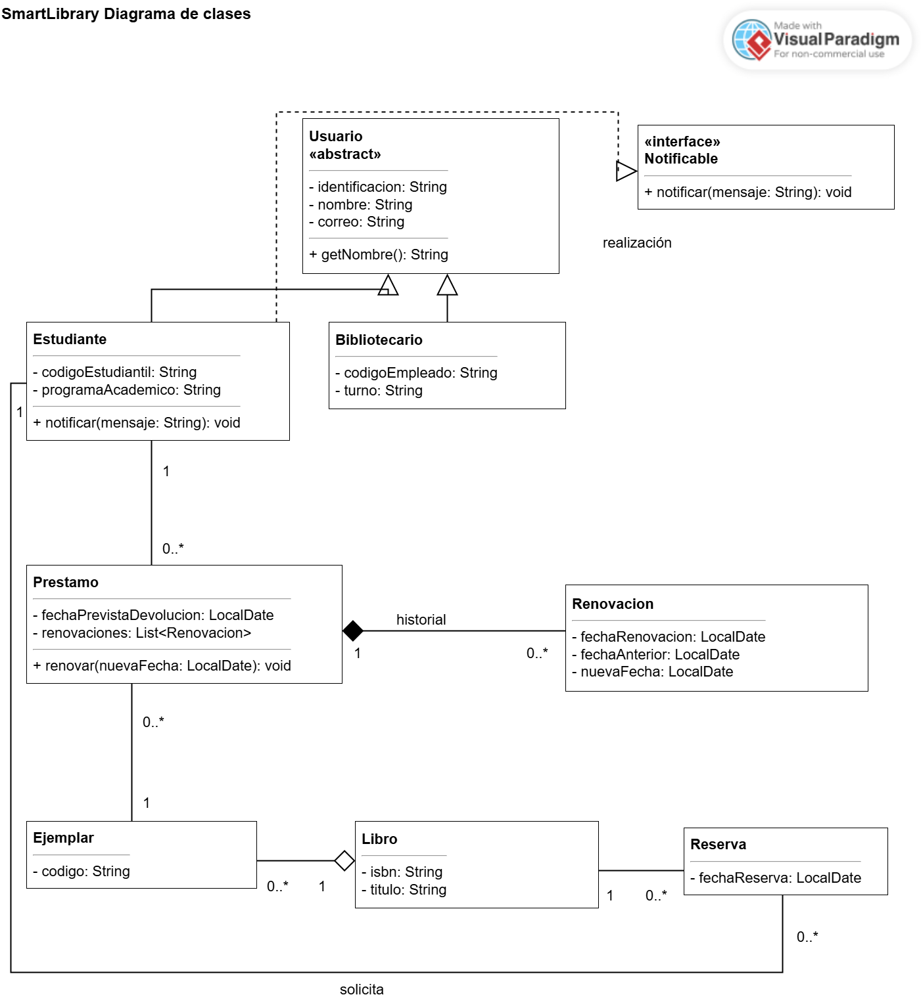 SmartLibrary Diagrama de clases
Made with
Visual Paradigm
For non-commercial use
Usuario
«abstract»
- identificacion: String
- nombre: String
- correo: String
+ getNombre(): String
«interface»
Notificable
+ notificar(mensaje: String): void
realización
Estudiante
- codigoEstudiantil: String
- programaAcademico: String
+ notificar(mensaje: String): void
Bibliotecario
- codigoEmpleado: String
- turno: String
1
1
0..*
Prestamo
- fechaPrevistaDevolucion: LocalDate
- renovaciones: List<Renovacion>
+ renovar(nuevaFecha: LocalDate): void
historial
1
0..*
Renovacion
- fechaRenovacion: LocalDate
- fechaAnterior: LocalDate
- nuevaFecha: LocalDate
0..*
1
Ejemplar
- codigo: String
0..*
1
Libro
- isbn: String
- titulo: String
1
0..*
Reserva
- fechaReserva: LocalDate
0..*
solicita